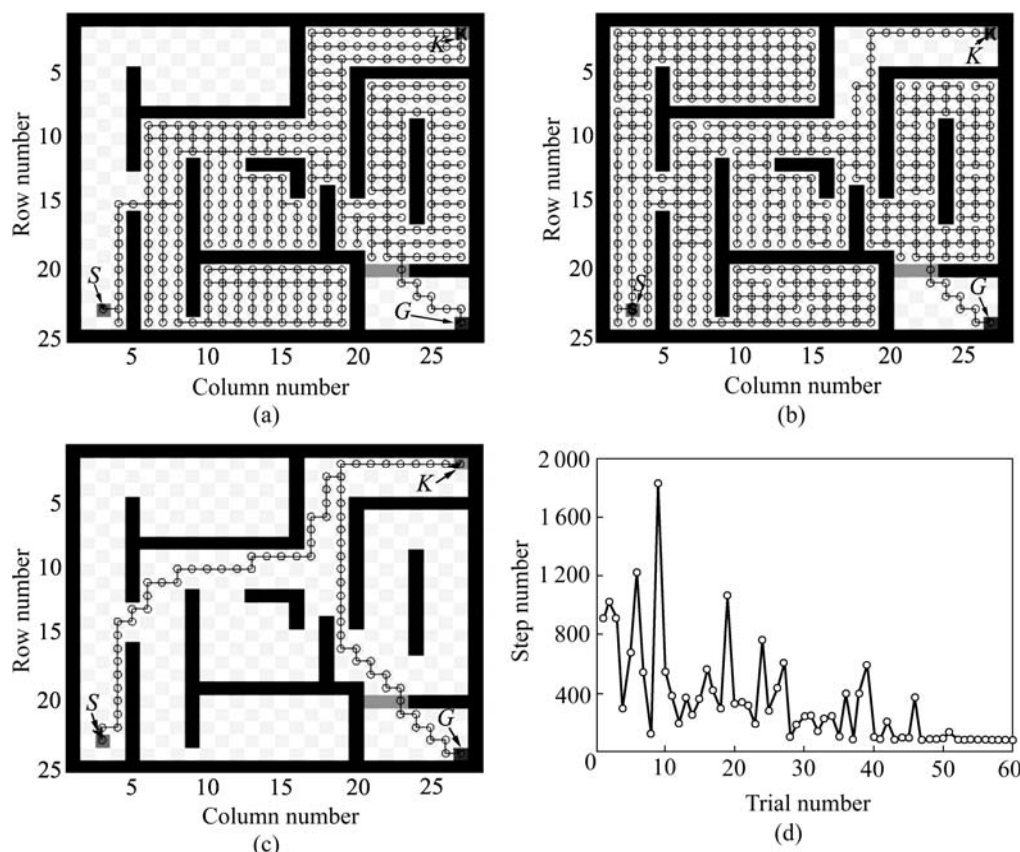 5
10
15
20
25
Row number
K
S
G
5 10 15 20 25
Column number
(a)
5
10
15
20
25
Row number
K
S
G
5 10 15 20 25
Column number
(b)
5
10
15
20
25
Row number
K
S
G
5 10 15 20 25
Column number
(c)
2 000
1 600
1 200
800
400
Step number
0 10 20 30 40 50 60
Trial number
(d)